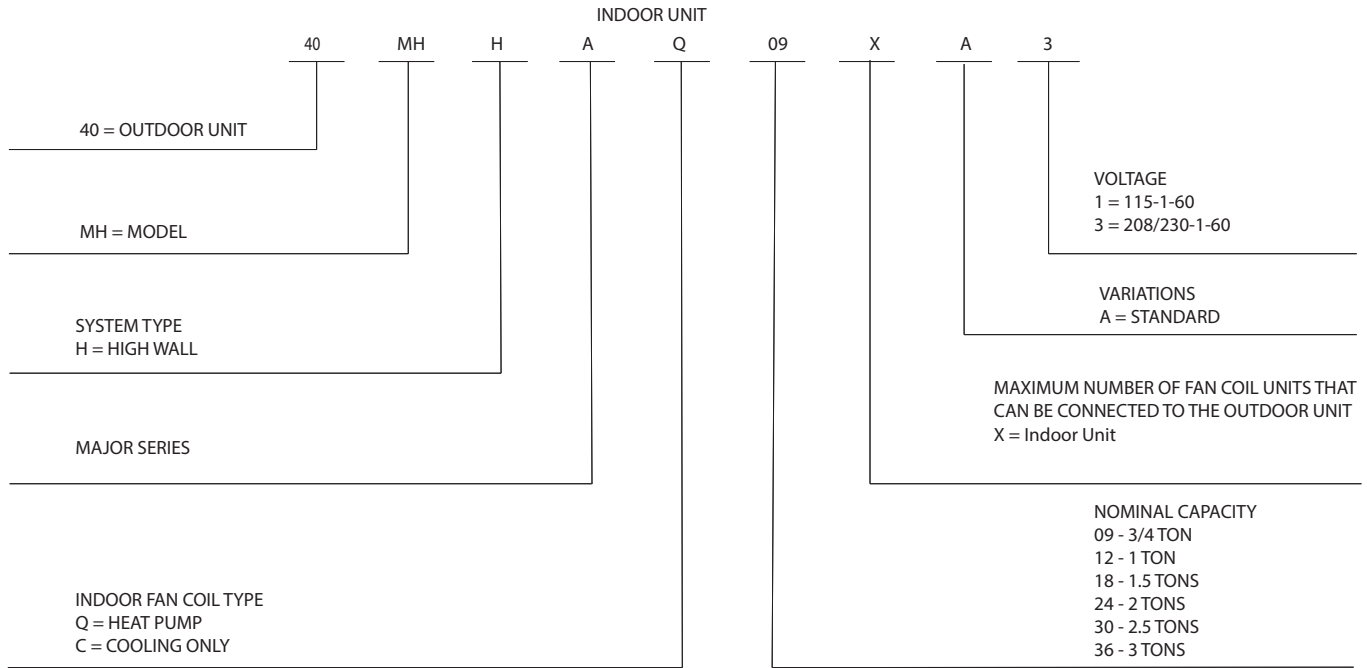 INDOOR UNIT
40 MH H A Q 09 X A 3
40 = OUTDOOR UNIT
MH = MODEL
SYSTEM TYPE
H = HIGH WALL
MAJOR SERIES
INDOOR FAN COIL TYPE
Q = HEAT PUMP
C = COOLING ONLY
VOLTAGE
1 = 115-1-60
3 = 208/230-1-60
VARIATIONS
A = STANDARD
MAXIMUM NUMBER OF FAN COIL UNITS THAT
CAN BE CONNECTED TO THE OUTDOOR UNIT
X = Indoor Unit
NOMINAL CAPACITY
09 - 3/4 TON
12 - 1 TON
18 - 1.5 TONS
24 - 2 TONS
30 - 2.5 TONS
36 - 3 TONS